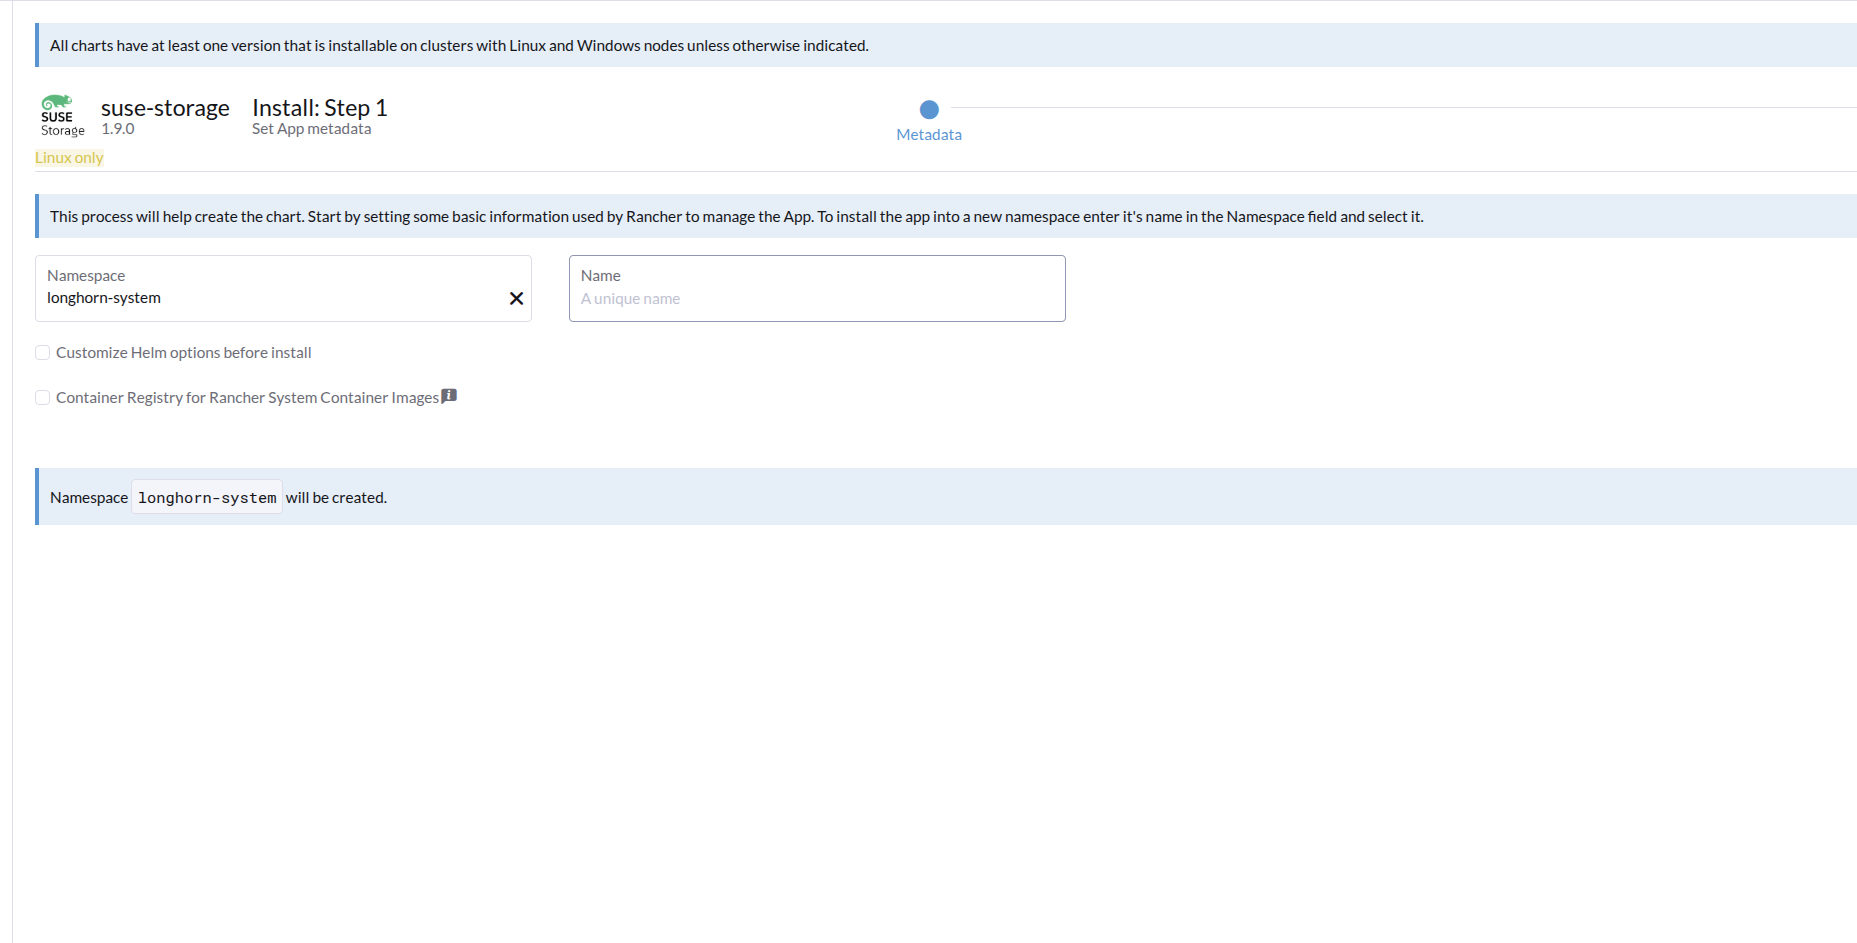 All charts have at least one version that is installable on clusters with Linux and Windows nodes unless otherwise indicated.
SUSE
Storage
suse-storage
1.9.0
Install: Step 1
Set App metadata
Metadata
Linux only
This process will help create the chart. Start by setting some basic information used by Rancher to manage the App. To install the app into a new namespace enter it's name in the Namespace field and select it.
Namespace
longhorn-system
Name
A unique name
Customize Helm options before install
Container Registry for Rancher System Container Images
Namespace longhorn-system will be created.